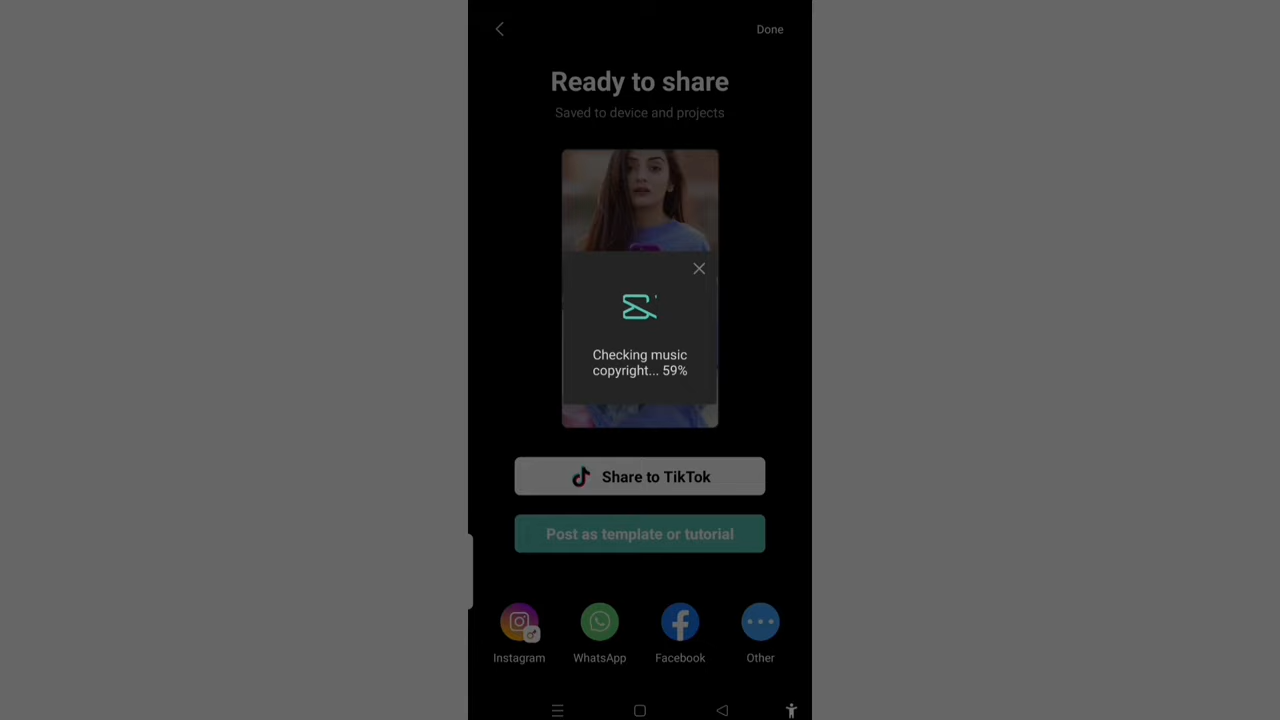 Done
Ready to share
Saved to device and projects
Checking music
copyright... 59%
Share to TikTok
Post as template or tutorial
Instagram
WhatsApp
Facebook
Other